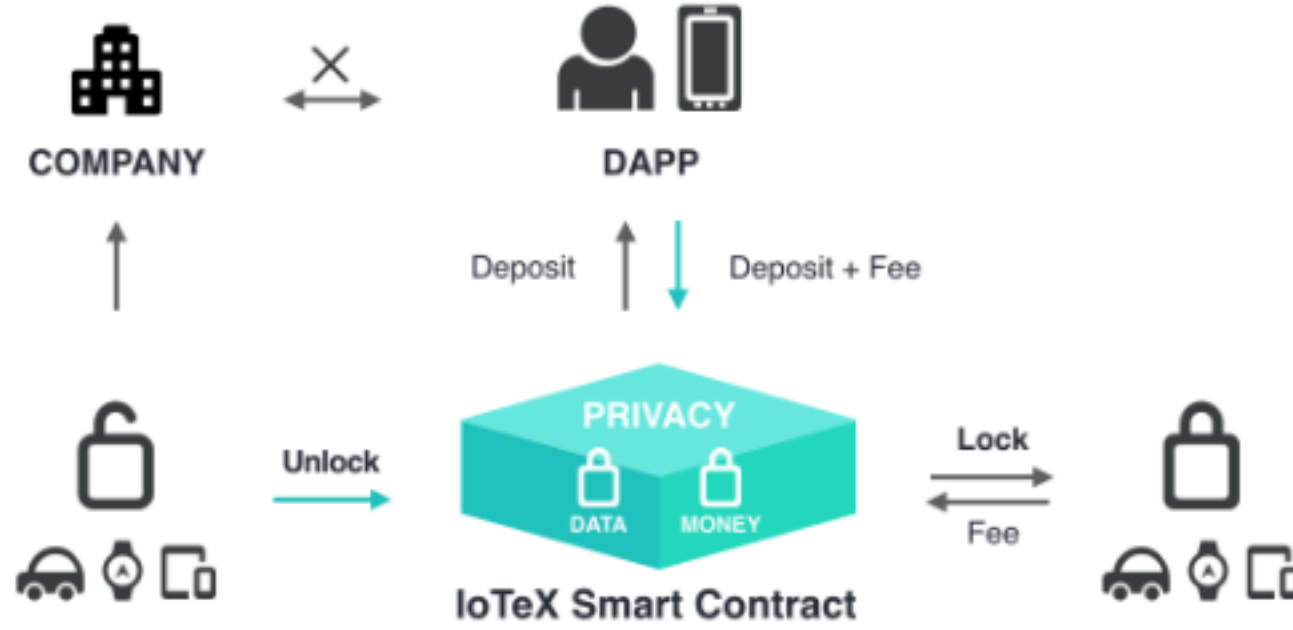 COMPANY
DAPP
Deposit
Deposit + Fee
PRIVACY
Unlock
Lock
DATA
MONEY
Fee
IoTeX Smart Contract